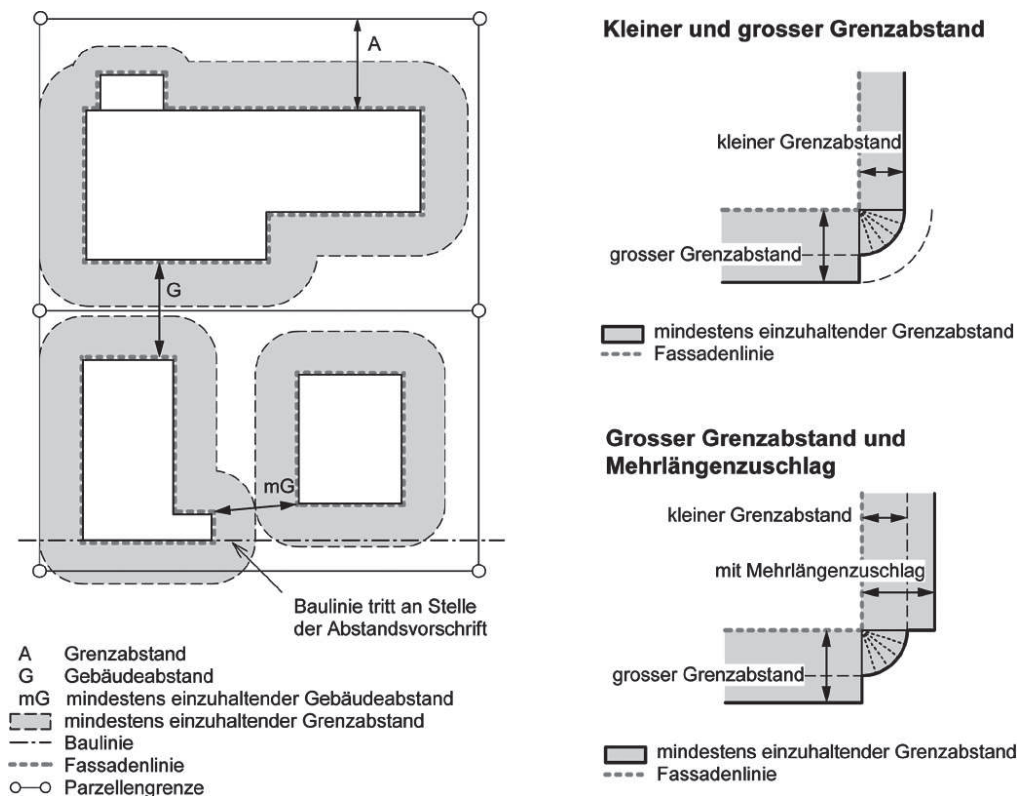 A
G
mG
Baulinie tritt an Stelle
der Abstandsvorschrift
A Grenzabstand
G Gebäudeabstand
mG mindestens einzuhaltender Gebäudeabstand
mindestens einzuhaltender Grenzabstand
Baulinie
Fassadenlinie
Parzellengrenze
Kleiner und grosser Grenzabstand
kleiner Grenzabstand
grosser Grenzabstand
mindestens einzuhaltender Grenzabstand
Fassadenlinie
Grosser Grenzabstand und
Mehrlängenzuschlag
kleiner Grenzabstand
mit Mehrlängenzuschlag
grosser Grenzabstand
mindestens einzuhaltender Grenzabstand
Fassadenlinie